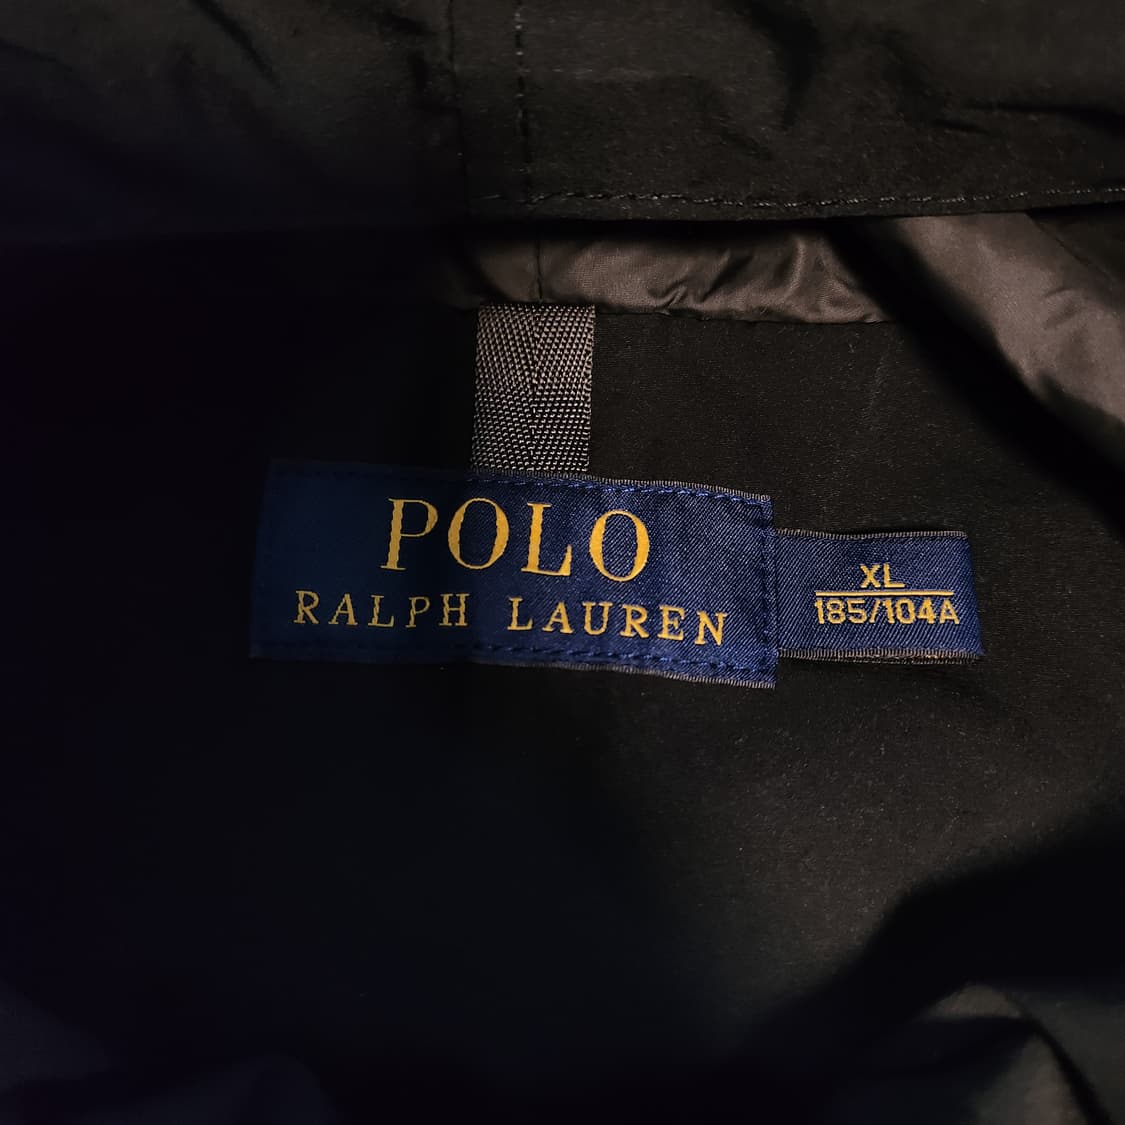 POLO
RALPH LAUREN
XL
185/104A